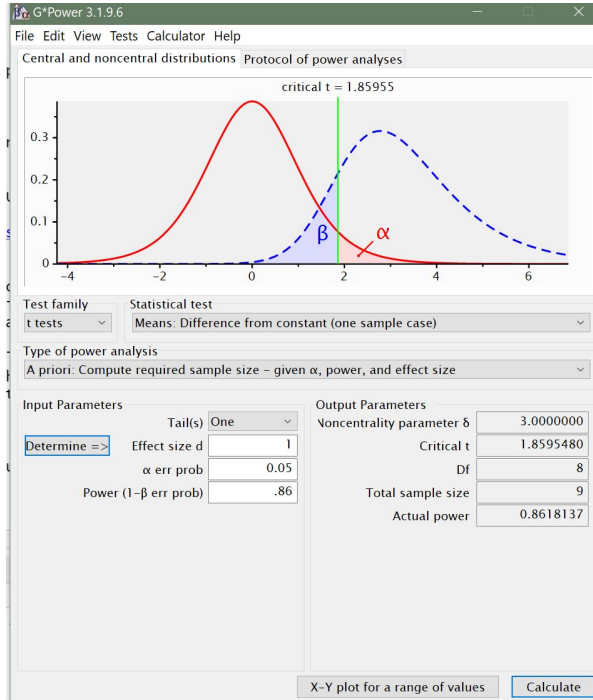 G*Power 3.1.9.6
File Edit View Tests Calculator Help
Central and noncentral distributions Protocol of power analyses
critical t = 1.85955
0.3
0.2
0.1
0
β
α
-4 -2 0 2 4 6
Test family Statistical test
t tests Means: Difference from constant (one sample case)
Type of power analysis
A priori: Compute required sample size – given α, power, and effect size
Input Parameters Output Parameters
Tail(s) One Noncentrality parameter δ 3.0000000
Determine => Effect size d 1 Critical t 1.8595480
α err prob 0.05 Df 8
Power (1-β err prob) .86 Total sample size 9
Actual power 0.8618137
X-Y plot for a range of values Calculate